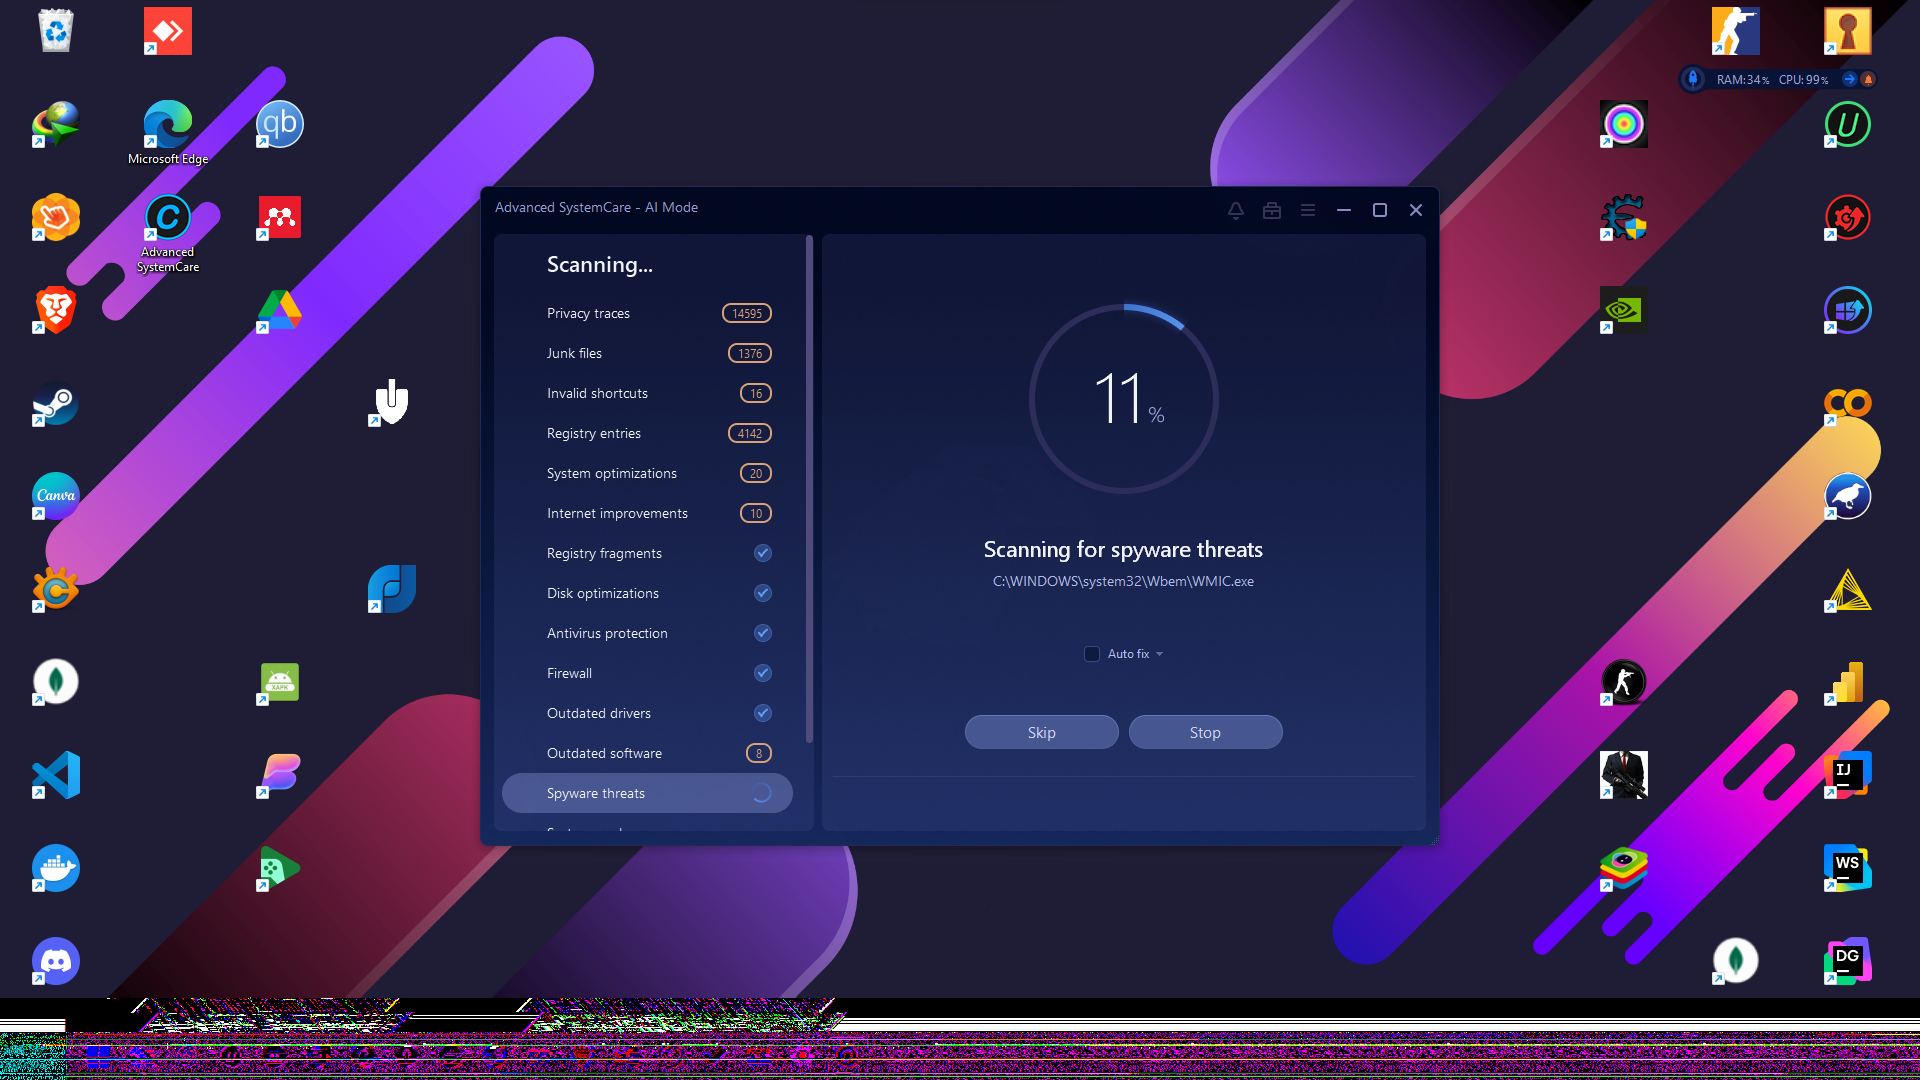 RAM:34% CPU:99%
qb
Microsoft Edge
Advanced
SystemCare
Canva
XAPK
IJ
WS
DG
Advanced SystemCare - AI Mode
Scanning...
Privacy traces 14595
Junk files 1376
Invalid shortcuts 16
Registry entries 4142
System optimizations 20
Internet improvements 10
Registry fragments
Disk optimizations
Antivirus protection
Firewall
Outdated drivers
Outdated software 8
Spyware threats
11%
Scanning for spyware threats
C:\WINDOWS\system32\Wbem\WMIC.exe
Auto fix
Skip
Stop